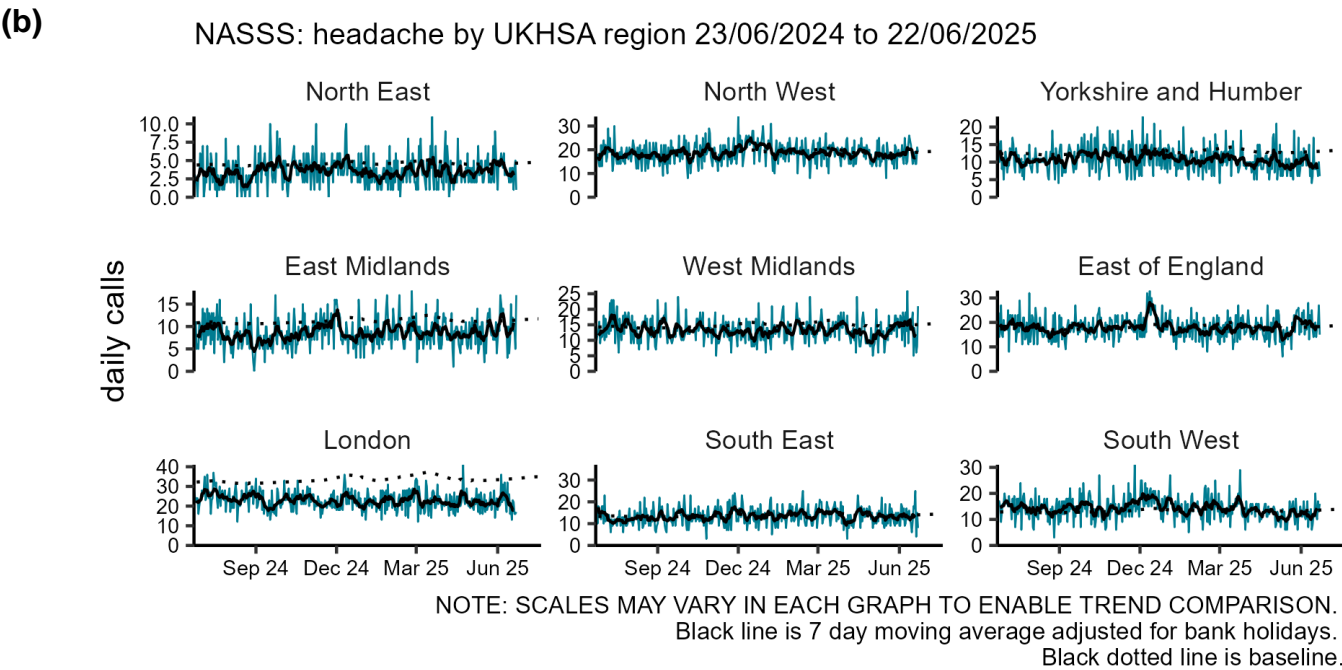 (b)
NASSS: headache by UKHSA region 23/06/2024 to 22/06/2025
North East
North West
Yorkshire and Humber
10.0
7.5
5.0
2.5
0.0
30
20
10
0
20
15
10
5
0
daily calls
East Midlands
West Midlands
East of England
15
10
5
0
25
20
15
10
5
0
30
20
10
0
London
South East
South West
40
30
20
10
0
30
20
10
0
30
20
10
0
Sep 24 Dec 24 Mar 25 Jun 25
Sep 24 Dec 24 Mar 25 Jun 25
Sep 24 Dec 24 Mar 25 Jun 25
NOTE: SCALES MAY VARY IN EACH GRAPH TO ENABLE TREND COMPARISON.
Black line is 7 day moving average adjusted for bank holidays.
Black dotted line is baseline.